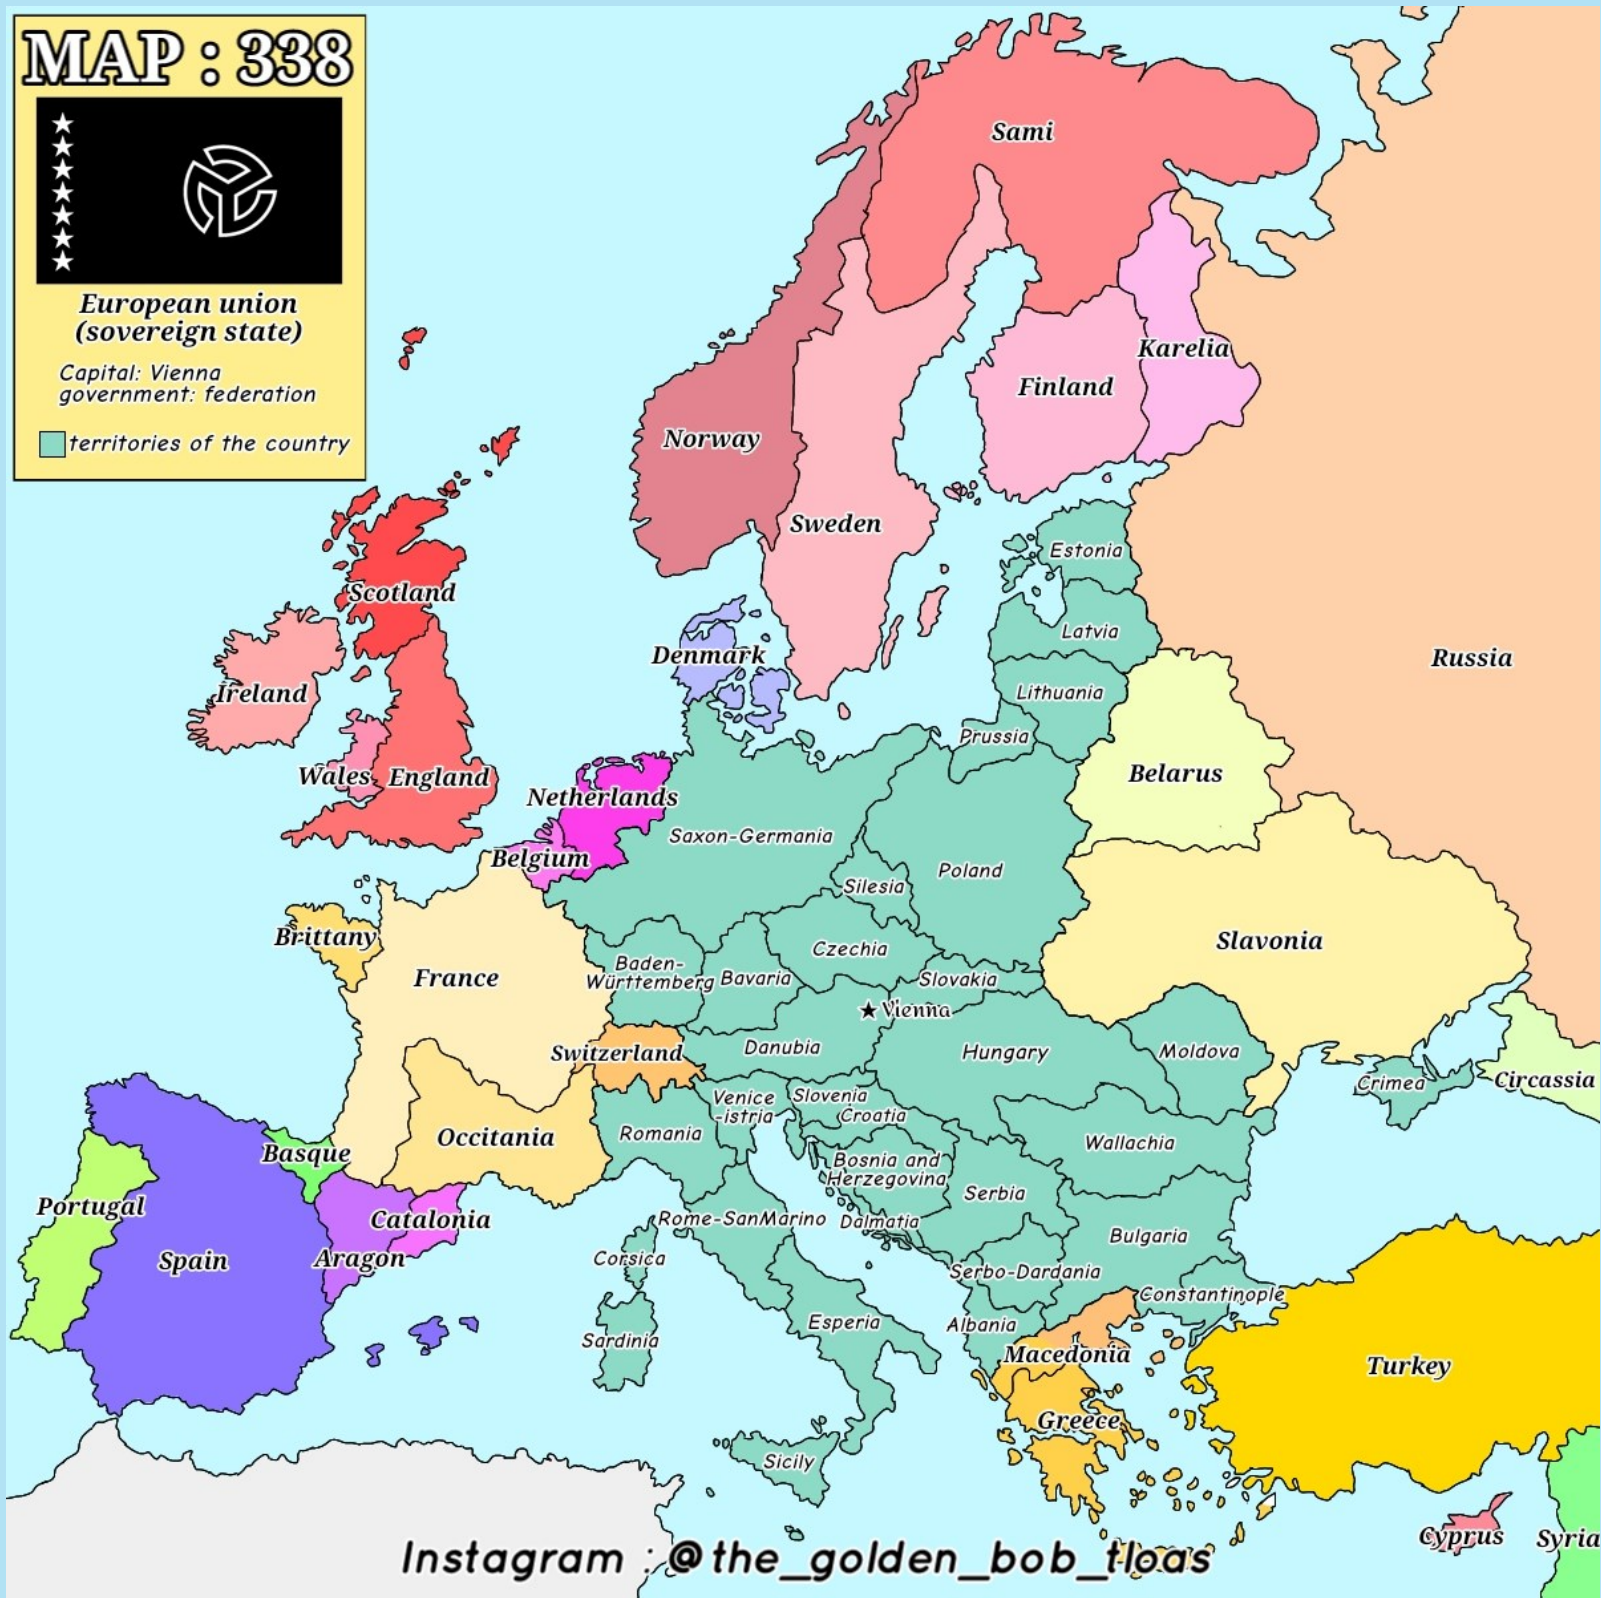 MAP : 338
European union
(sovereign state)
Capital: Vienna
government: federation
territories of the country
Sami
Karelia
Finland
Norway
Sweden
Estonia
Scotland
Latvia
Denmark
Russia
Ireland
Lithuania
Prussia
Wales
England
Belarus
Netherlands
Saxon-Germania
Belgium
Poland
Silesia
Brittany
Slavonia
Czechia
France
Baden-
Württemberg
Bavaria
Slovakia
Vienna
Switzerland
Danubia
Hungary
Moldova
Crimea
Circassia
Venice
-istria
Slovenia
Croatia
Occitania
Romania
Wallachia
Basque
Bosnia and
Herzegovina
Serbia
Portugal
Catalonia
Rome-SanMarino
Dalmatia
Bulgaria
Spain
Aragon
Corsica
Serbo-Dardania
Constantinople
Sardinia
Esperia
Albania
Macedonia
Turkey
Greece
Sicily
Cyprus
Syria
Instagram : @the_golden_bob_tloas